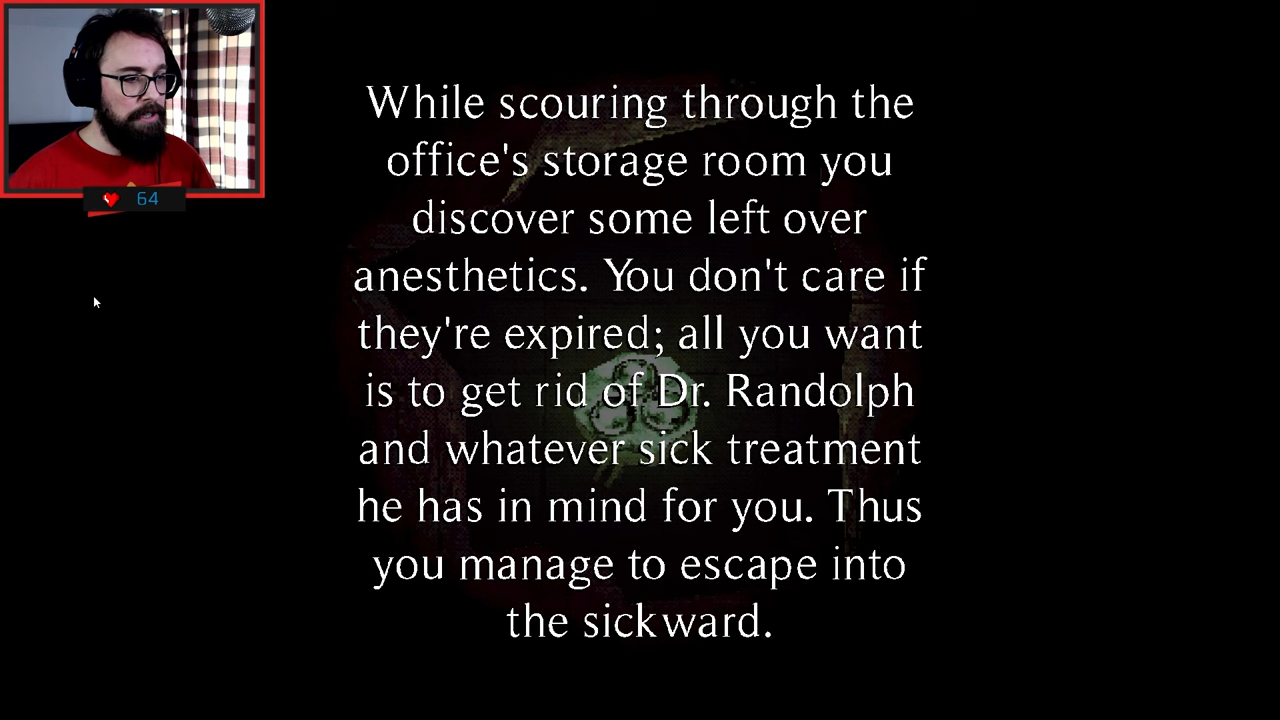 64
While scouring through the
office's storage room you
discover some left over
anesthetics. You don't care if
they're expired; all you want
is to get rid of Dr. Randolph
and whatever sick treatment
he has in mind for you. Thus
you manage to escape into
the sickward.